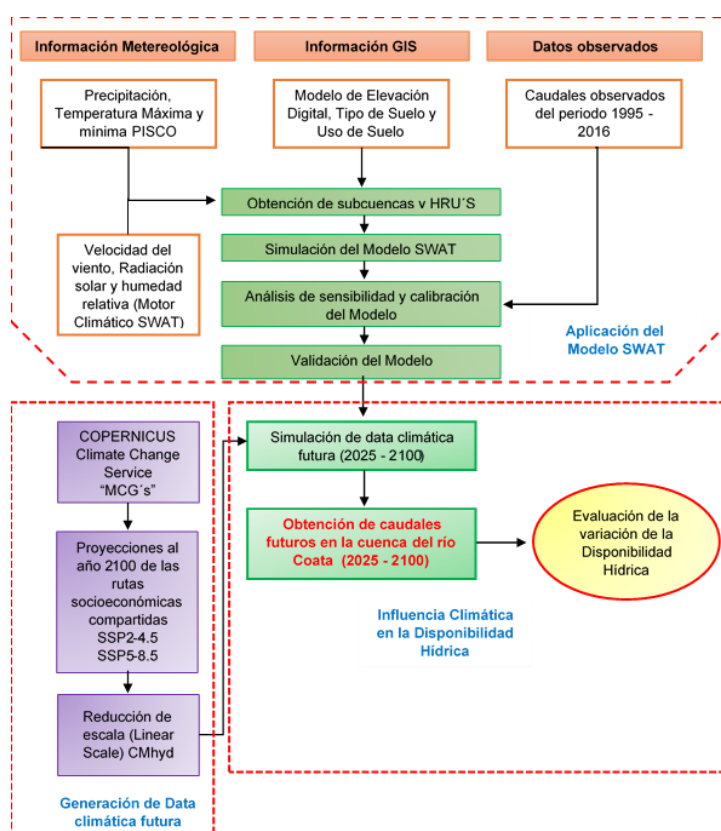 Información Metereológica
Información GIS
Datos observados
Precipitación,
Temperatura Máxima y
mínima PISCO
Modelo de Elevación
Digital, Tipo de Suelo y
Uso de Suelo
Caudales observados
del periodo 1995 -
2016
Obtención de subcuencas y HRU´S
Velocidad del
viento, Radiación
solar y humedad
relativa (Motor
Climático SWAT)
Simulación del Modelo SWAT
Análisis de sensibilidad y calibración
del Modelo
Aplicación del
Modelo SWAT
Validación del Modelo
COPERNICUS
Climate Change
Service
“MCG´s”
Simulación de data climática
futura (2025 - 2100)
Proyecciones al
año 2100 de las
rutas
socioeconómicas
compartidas
SSP2-4.5
SSP5-8.5
Obtención de caudales
futuros en la cuenca del río
Coata (2025 - 2100)
Evaluación de la
variación de la
Disponibilidad
Hídrica
Influencia Climática
en la Disponibilidad
Hídrica
Reducción de
escala (Linear
Scale) CMhyd
Generación de Data
climática futura